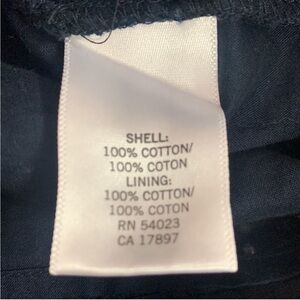 SHELL:
100% COTTON/
100% COTON
LINING:
100% COTTON/
100% COTON
RN 54023
CA 17897